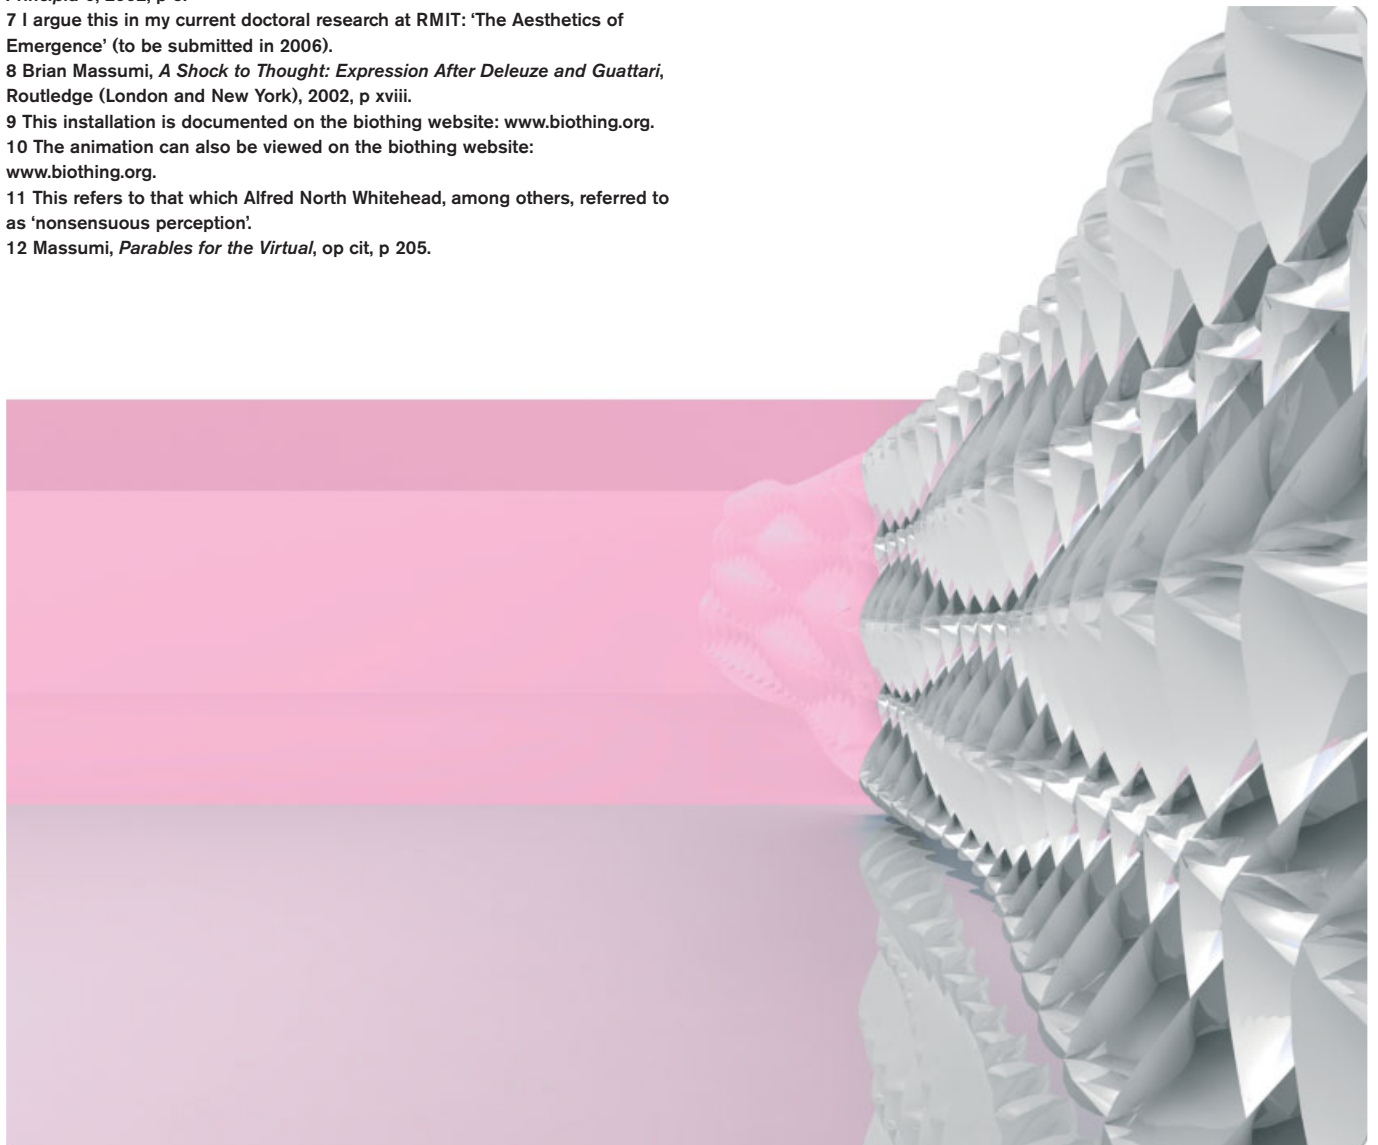 7 I argue this in my current doctoral research at RMIT: ‘The Aesthetics of
Emergence’ (to be submitted in 2006).
8 Brian Massumi, A Shock to Thought: Expression After Deleuze and Guattari,
Routledge (London and New York), 2002, p xviii.
9 This installation is documented on the biothing website: www.biothing.org.
10 The animation can also be viewed on the biothing website:
www.biothing.org.
11 This refers to that which Alfred North Whitehead, among others, referred to
as ‘nonsensuous perception’.
12 Massumi, Parables for the Virtual, op cit, p 205.